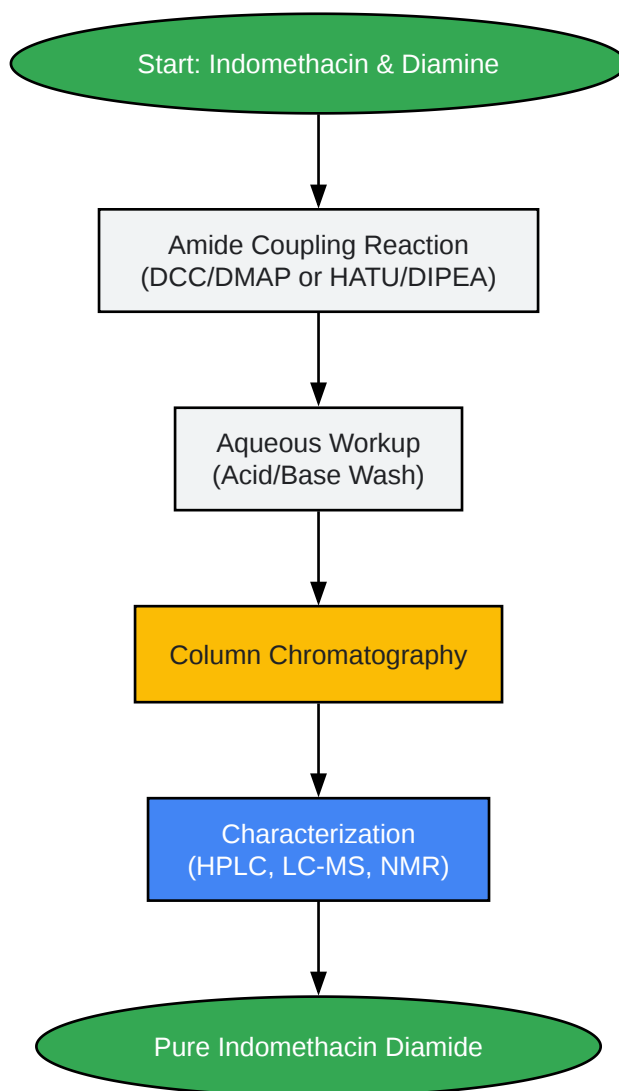 Start: Indomethacin & Diamine
Amide Coupling Reaction
(DCC/DMAP or HATU/DIPEA)
Aqueous Workup
(Acid/Base Wash)
Column Chromatography
Characterization
(HPLC, LC-MS, NMR)
Pure Indomethacin Diamide